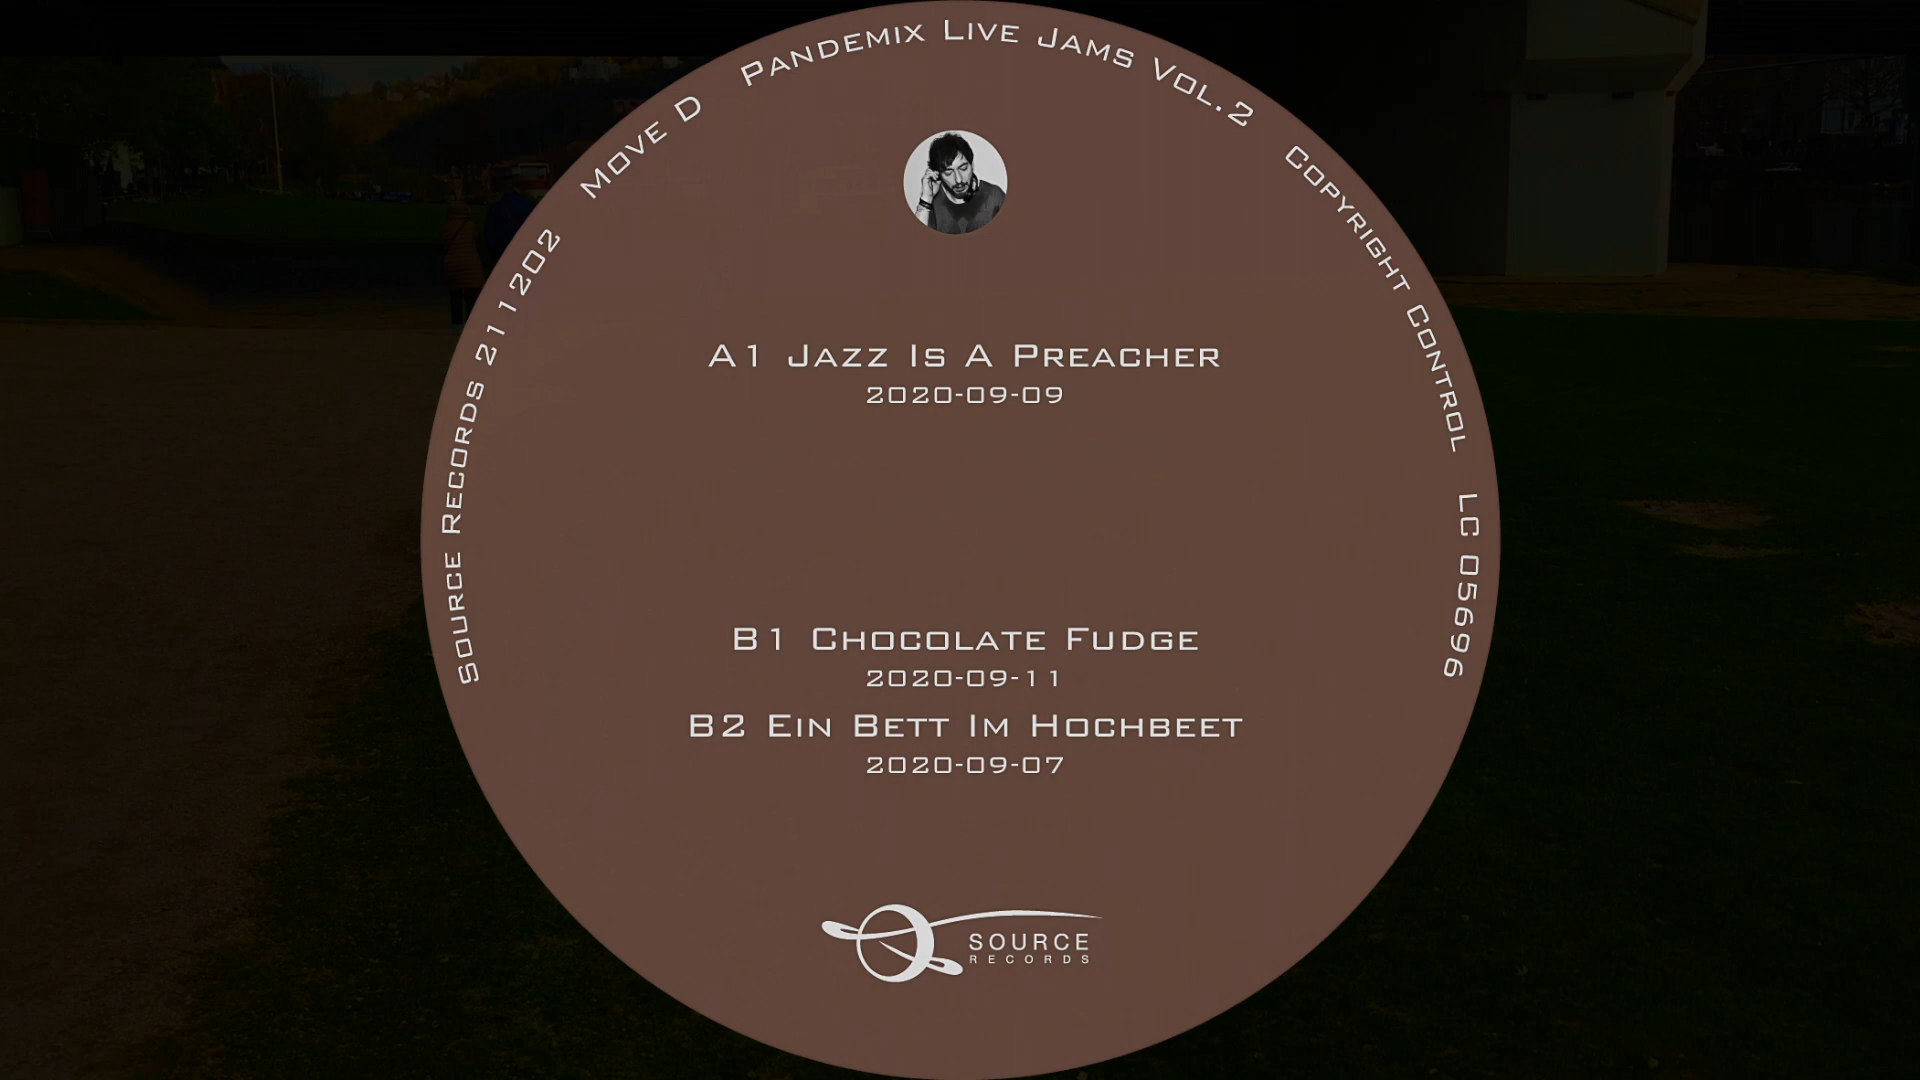 Source Records 211202 Move D Pandemix Live Jams Vol.2 Copyright Control LC 05696
A1 Jazz Is A Preacher
2020-09-09
B1 Chocolate Fudge
2020-09-11
B2 Ein Bett Im Hochbeet
2020-09-07
SOURCE
RECORDS